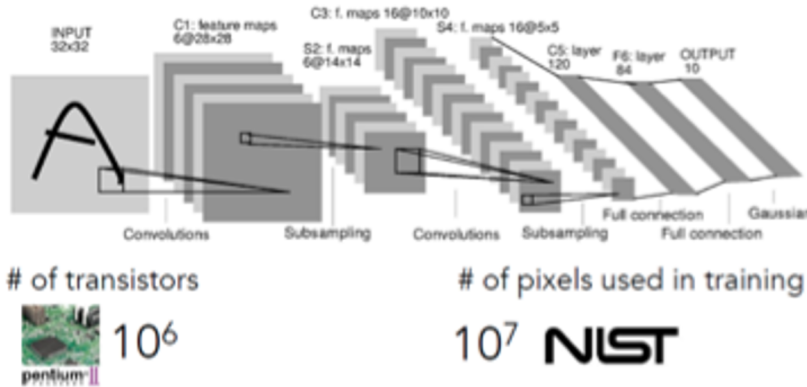 INPUT
32x32
C1: feature maps
6@28x28
S2: f. maps
6@14x14
C3: f. maps 16@10x10
S4: f. maps 16@5x5
C5: layer
120
F6: layer
84
OUTPUT
10
Convolutions
Subsampling
Convolutions
Subsampling
Full connection
Full connection
Gaussian
# of transistors
# of pixels used in training
10⁶
10⁷
NIST
pentium II